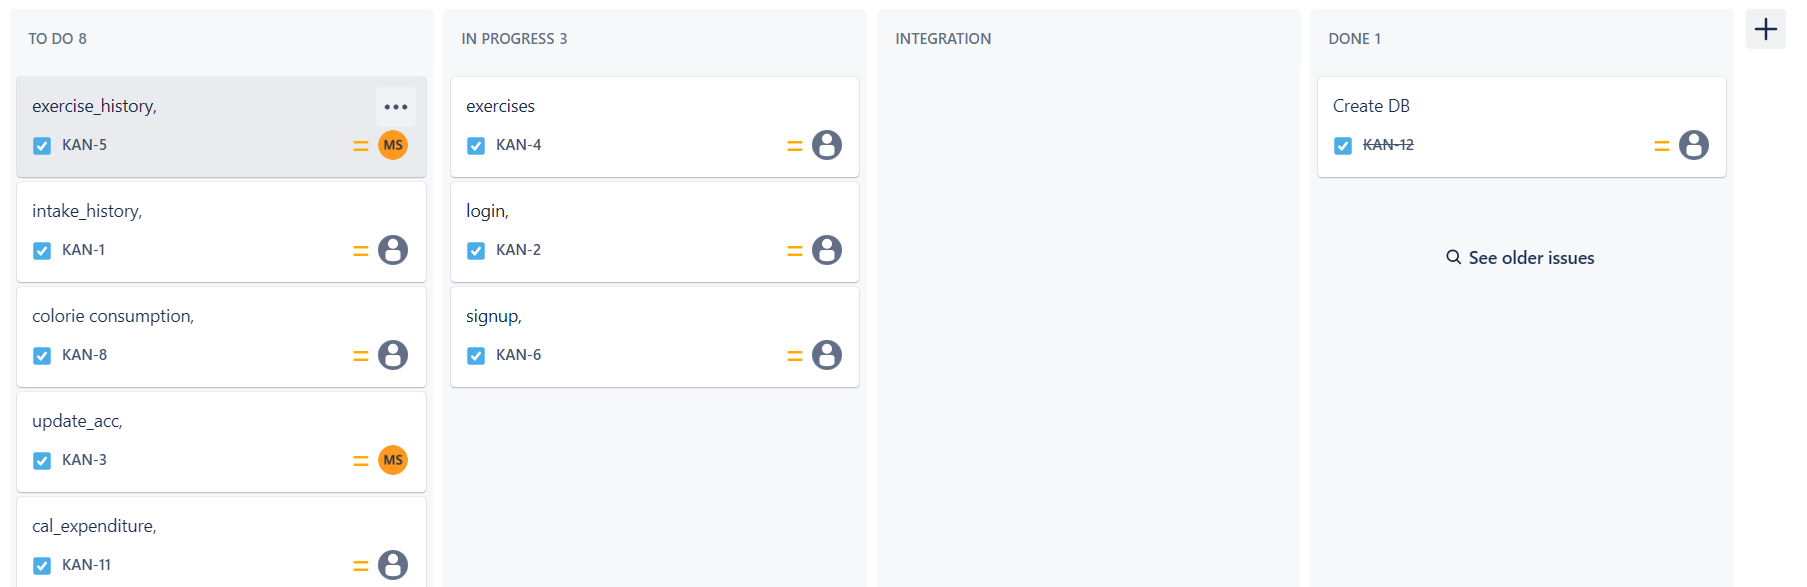 TO DO 8
exercise_history,
KAN-5
MS
intake_history,
KAN-1
colorie consumption,
KAN-8
update_acc,
KAN-3
MS
cal_expenditure,
KAN-11
IN PROGRESS 3
exercises
KAN-4
login,
KAN-2
signup,
KAN-6
INTEGRATION
DONE 1
Create DB
KAN-12
See older issues